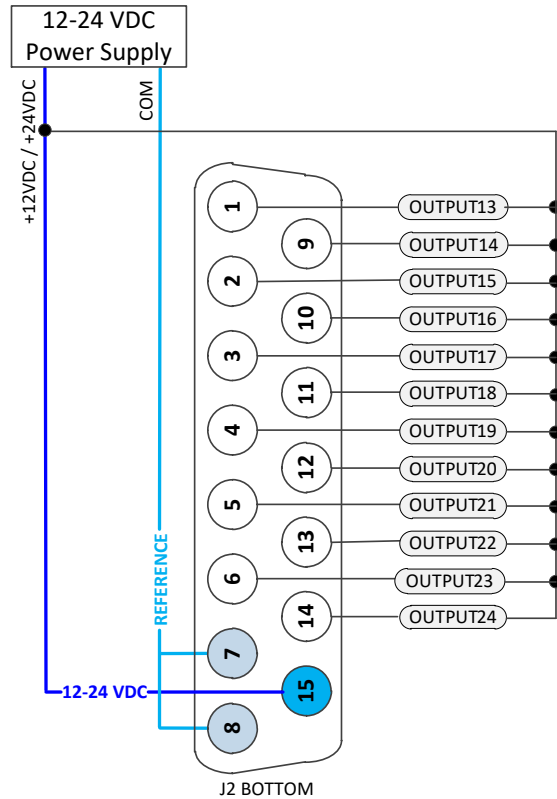 12-24 VDC
Power Supply
+12VDC / +24VDC
COM
1
OUTPUT13
9
OUTPUT14
2
OUTPUT15
10
OUTPUT16
3
OUTPUT17
11
OUTPUT18
4
OUTPUT19
12
OUTPUT20
5
OUTPUT21
13
OUTPUT22
6
OUTPUT23
14
OUTPUT24
REFERENCE
7
12-24 VDC
15
8
J2 BOTTOM